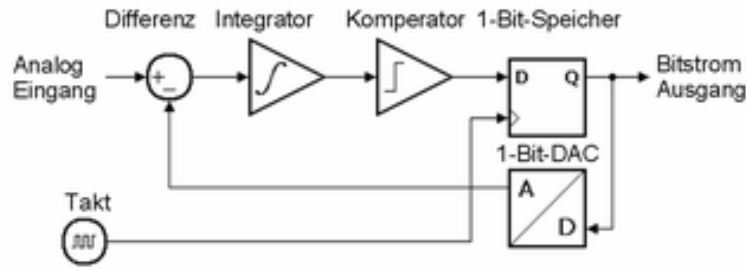 Differenz Integrator Komperator 1-Bit-Speicher
Analog
Eingang
+
−
D Q
Bitstrom
Ausgang
1-Bit-DAC
A
D
Takt